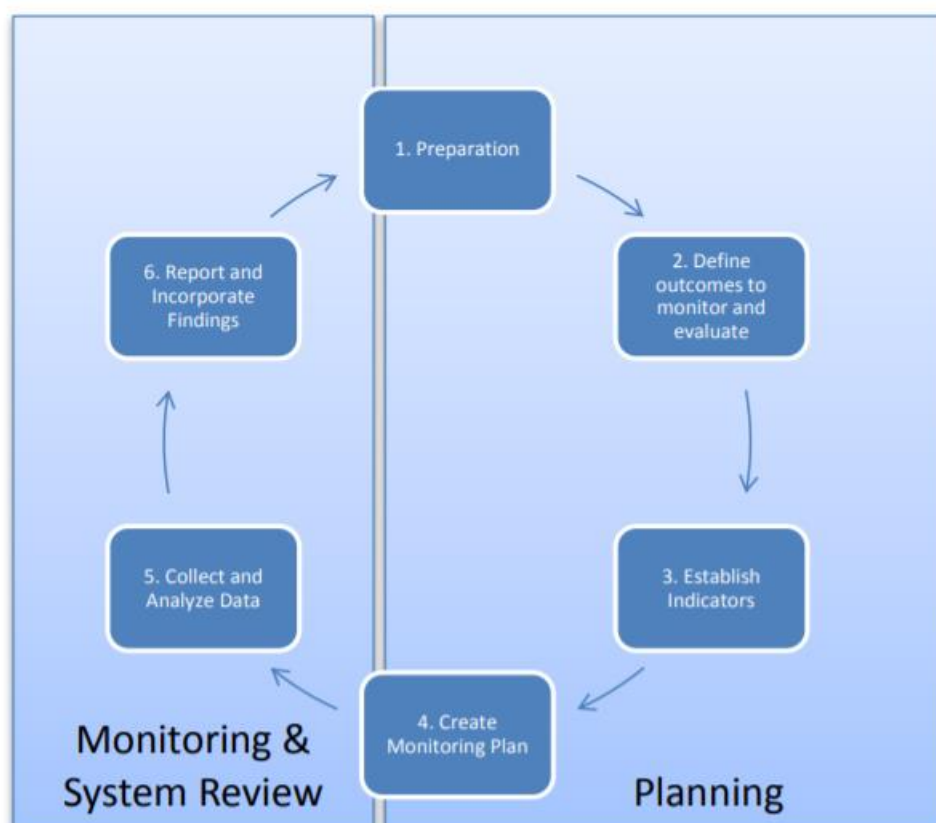 1. Preparation
2. Define
outcomes to
monitor and
evaluate
3. Establish
Indicators
4. Create
Monitoring Plan
5. Collect and
Analyze Data
6. Report and
Incorporate
Findings
Monitoring &
System Review
Planning